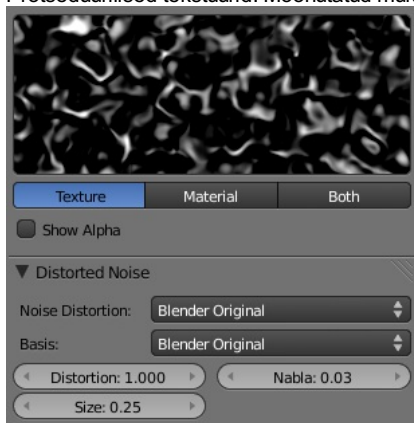 Texture Material Both
Show Alpha
Distorted Noise
Noise Distortion: Blender Original
Basis: Blender Original
Distortion: 1.000 Nabla: 0.03
Size: 0.25